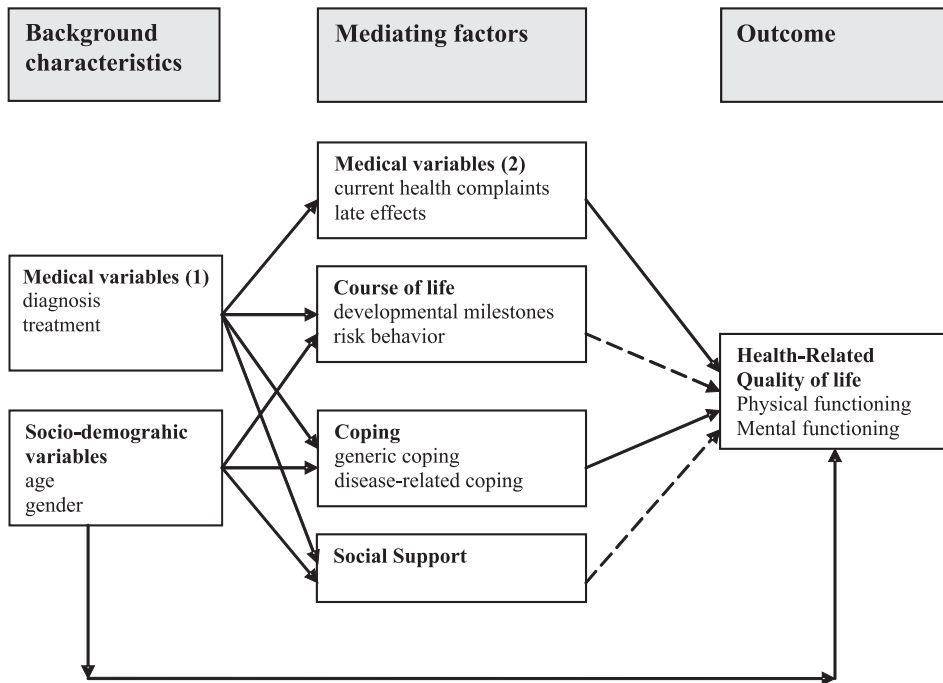 Background
characteristics
Mediating factors
Outcome
Medical variables (1)
diagnosis
treatment
Socio-demograhic
variables
age
gender
Medical variables (2)
current health complaints
late effects
Course of life
developmental milestones
risk behavior
Coping
generic coping
disease-related coping
Social Support
Health-Related
Quality of life
Physical functioning
Mental functioning